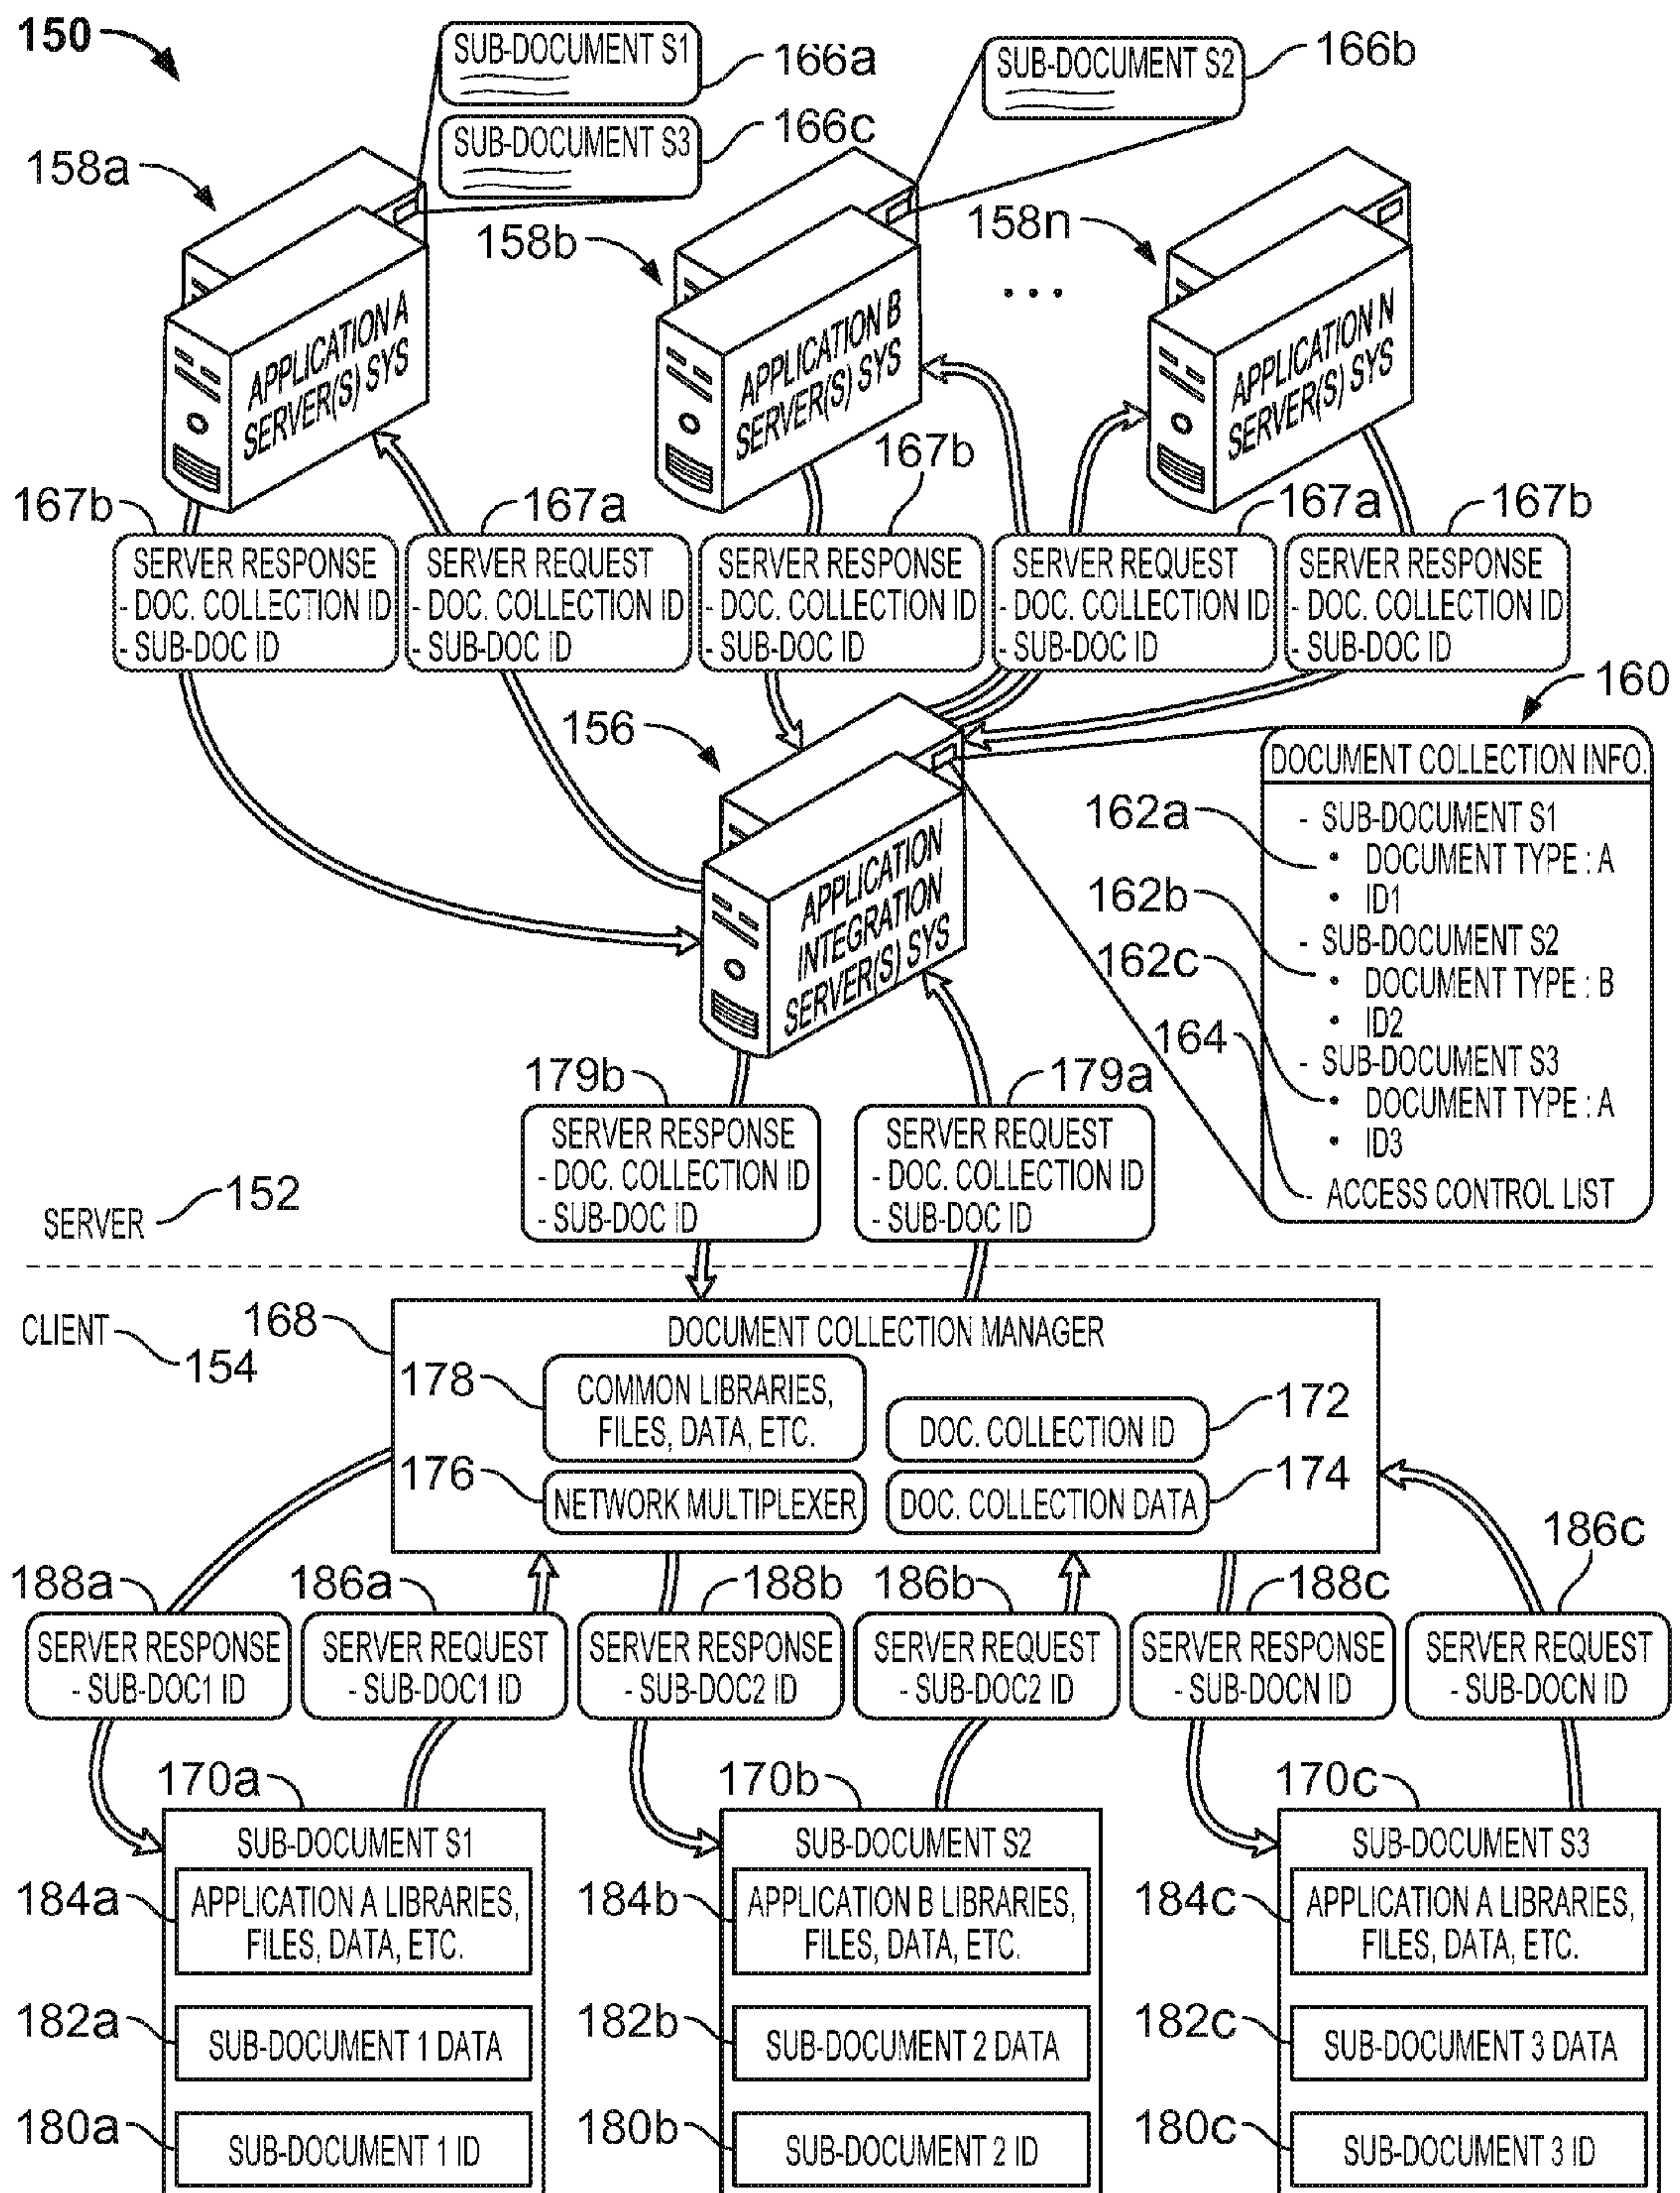 150
SUB-DOCUMENT S1
166a
SUB-DOCUMENT S2
166b
SUB-DOCUMENT S3
166c
158a
158b
158n
...
APPLICATION A
SERVER(S) SYS
APPLICATION B
SERVER(S) SYS
APPLICATION N
SERVER(S) SYS
167b
167a
167b
167a
167b
SERVER RESPONSE
- DOC. COLLECTION ID
- SUB-DOC ID
SERVER REQUEST
- DOC. COLLECTION ID
- SUB-DOC ID
SERVER RESPONSE
- DOC. COLLECTION ID
- SUB-DOC ID
SERVER REQUEST
- DOC. COLLECTION ID
- SUB-DOC ID
SERVER RESPONSE
- DOC. COLLECTION ID
- SUB-DOC ID
156
APPLICATION
INTEGRATION
SERVER(S) SYS
160
DOCUMENT COLLECTION INFO.
- SUB-DOCUMENT S1
162a
• DOCUMENT TYPE : A
• ID1
162b
- SUB-DOCUMENT S2
• DOCUMENT TYPE : B
162c
• ID2
164
- SUB-DOCUMENT S3
• DOCUMENT TYPE : A
• ID3
- ACCESS CONTROL LIST
179b
179a
SERVER RESPONSE
- DOC. COLLECTION ID
- SUB-DOC ID
SERVER REQUEST
- DOC. COLLECTION ID
- SUB-DOC ID
SERVER
152
CLIENT
154
168
DOCUMENT COLLECTION MANAGER
178
COMMON LIBRARIES,
FILES, DATA, ETC.
DOC. COLLECTION ID
172
176
NETWORK MULTIPLEXER
DOC. COLLECTION DATA
174
188a
186a
188b
186b
188c
186c
SERVER RESPONSE
- SUB-DOC1 ID
SERVER REQUEST
- SUB-DOC1 ID
SERVER RESPONSE
- SUB-DOC2 ID
SERVER REQUEST
- SUB-DOC2 ID
SERVER RESPONSE
- SUB-DOCN ID
SERVER REQUEST
- SUB-DOCN ID
170a
SUB-DOCUMENT S1
184a
APPLICATION A LIBRARIES,
FILES, DATA, ETC.
182a
SUB-DOCUMENT 1 DATA
180a
SUB-DOCUMENT 1 ID
170b
SUB-DOCUMENT S2
184b
APPLICATION B LIBRARIES,
FILES, DATA, ETC.
182b
SUB-DOCUMENT 2 DATA
180b
SUB-DOCUMENT 2 ID
170c
SUB-DOCUMENT S3
184c
APPLICATION A LIBRARIES,
FILES, DATA, ETC.
182c
SUB-DOCUMENT 3 DATA
180c
SUB-DOCUMENT 3 ID